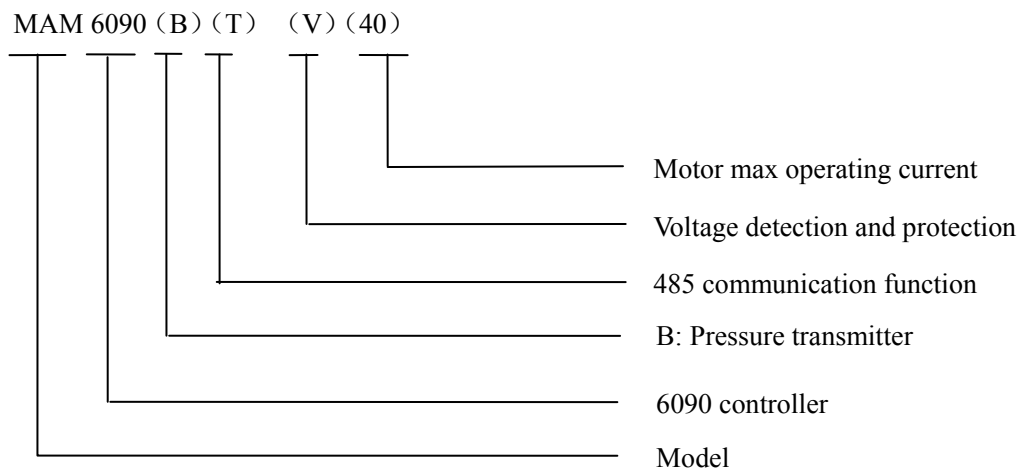 MAM 6090（B）（T） （V）（40）
Motor max operating current
Voltage detection and protection
485 communication function
B: Pressure transmitter
6090 controller
Model